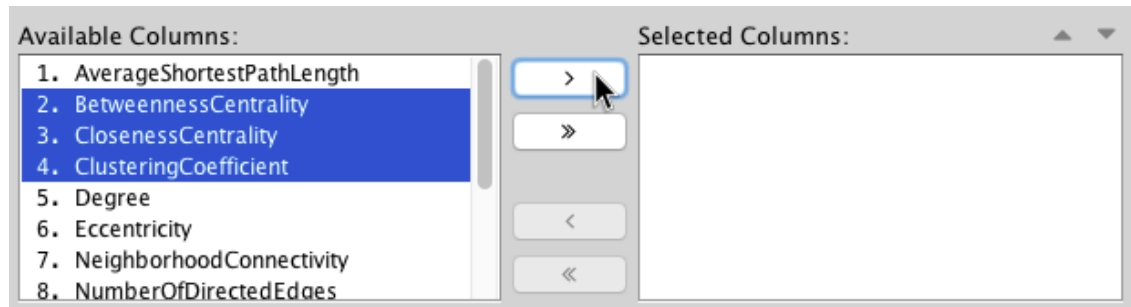 Available Columns:
1. AverageShortestPathLength
2. BetweennessCentrality
3. ClosenessCentrality
4. ClusteringCoefficient
5. Degree
6. Eccentricity
7. NeighborhoodConnectivity
8. NumberOfDirectedEdges
>
»
<
«
Selected Columns: